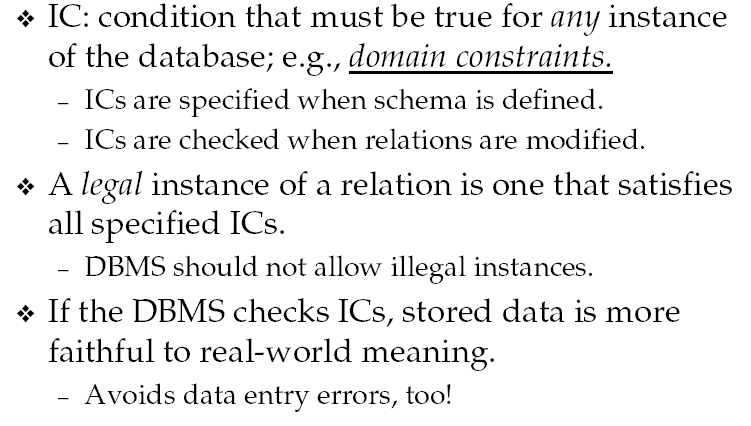 ❖ IC: condition that must be true for any instance
of the database; e.g., domain constraints.
– ICs are specified when schema is defined.
– ICs are checked when relations are modified.
❖ A legal instance of a relation is one that satisfies
all specified ICs.
– DBMS should not allow illegal instances.
❖ If the DBMS checks ICs, stored data is more
faithful to real-world meaning.
– Avoids data entry errors, too!